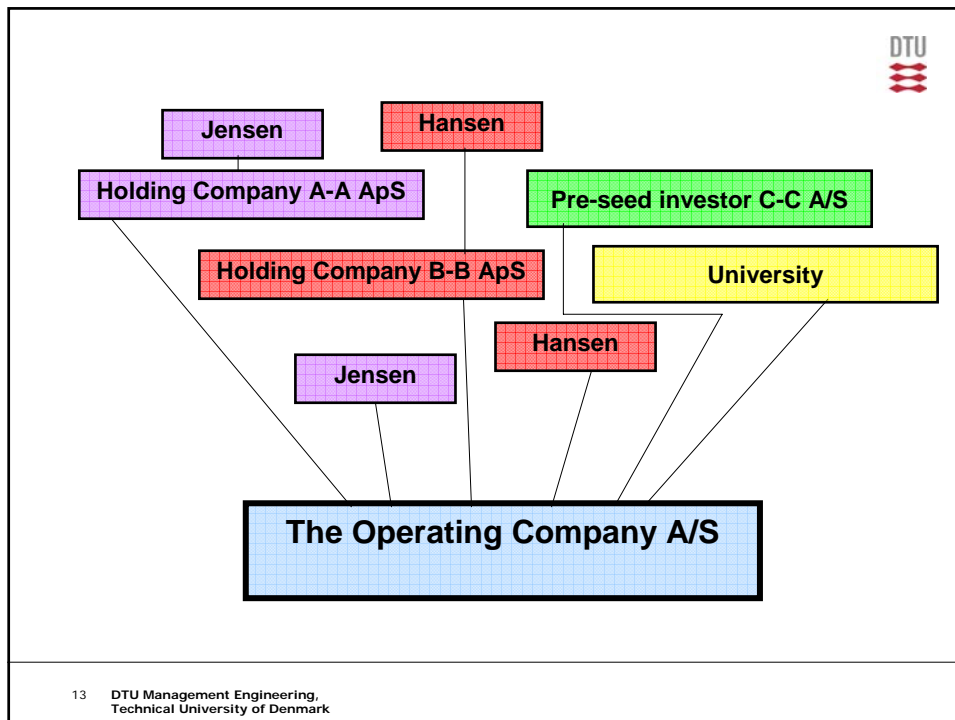 DTU
Jensen
Hansen
Holding Company A-A ApS
Pre-seed investor C-C A/S
Holding Company B-B ApS
University
Hansen
Jensen
The Operating Company A/S
13 DTU Management Engineering,
Technical University of Denmark